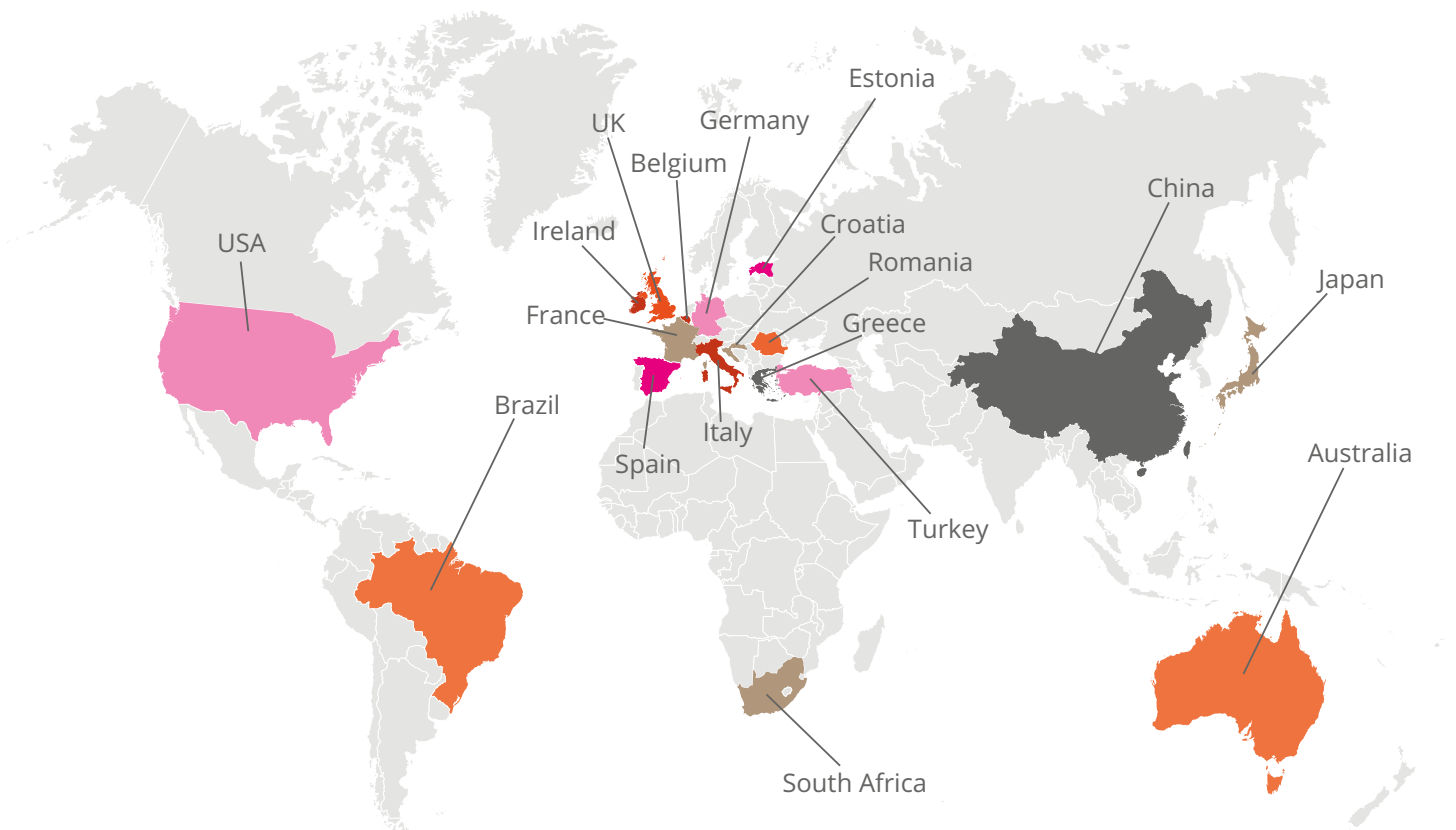 Estonia
UK
Germany
Belgium
China
Croatia
Ireland
USA
Romania
Japan
France
Greece
Brazil
Italy
Australia
Spain
Turkey
South Africa